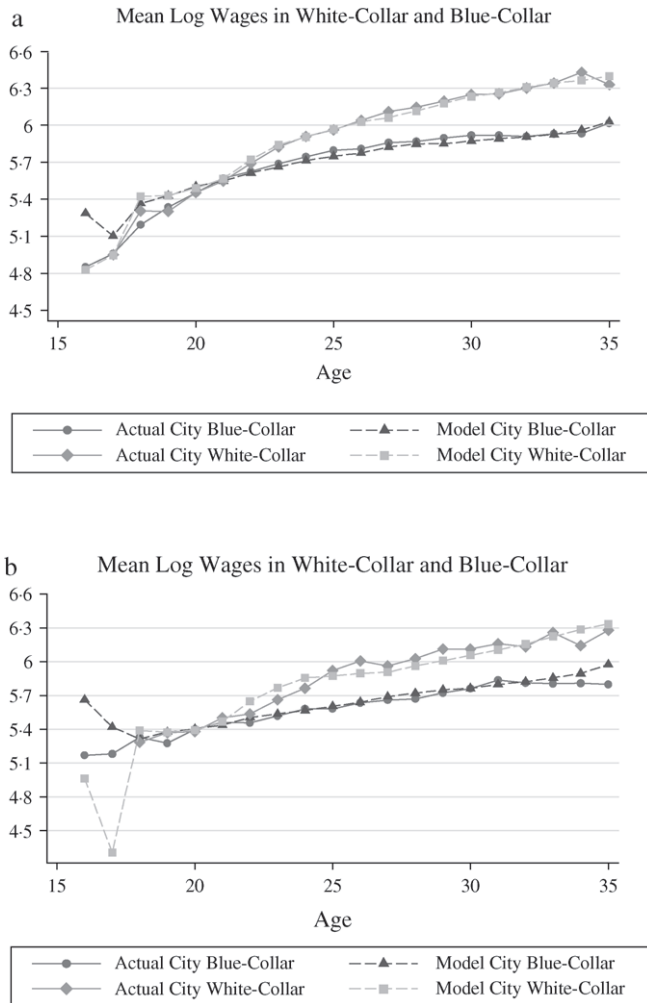 a
Mean Log Wages in White-Collar and Blue-Collar
6·6
6·3
6
5·7
5·4
5·1
4·8
4·5
15 20 25 30 35
Age
Actual City Blue-Collar Model City Blue-Collar
Actual City White-Collar Model City White-Collar
b
Mean Log Wages in White-Collar and Blue-Collar
6·6
6·3
6
5·7
5·4
5·1
4·8
4·5
15 20 25 30 35
Age
Actual City Blue-Collar Model City Blue-Collar
Actual City White-Collar Model City White-Collar